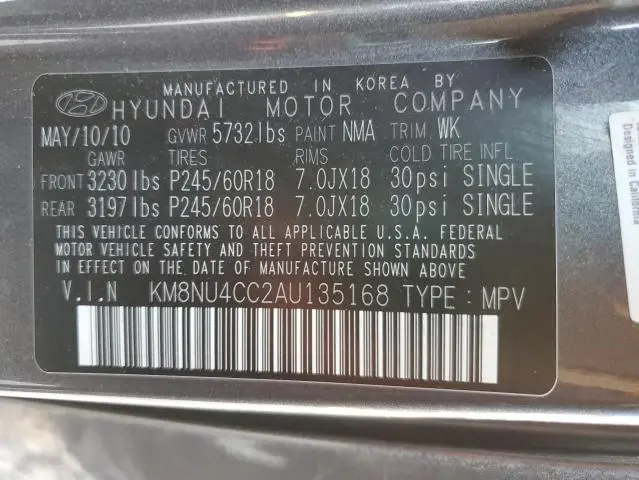 MANUFACTURED IN KOREA BY
HYUNDAI MOTOR COMPANY
MAY/10/10 GVWR 5732lbs PAINT NMA TRIM WK
GAWR TIRES RIMS COLD TIRE INFL
FRONT 3230lbs P245/60R18 7.0JX18 30psi SINGLE
REAR 3197lbs P245/60R18 7.0JX18 30psi SINGLE
THIS VEHICLE CONFORMS TO ALL APPLICABLE U.S.A. FEDERAL
MOTOR VEHICLE SAFETY AND THEFT PREVENTION STANDARDS
IN EFFECT ON THE DATE OF MANUFACTURE SHOWN ABOVE.
V.I.N KM8NU4CC2AU135168 TYPE : MPV
Designed in California